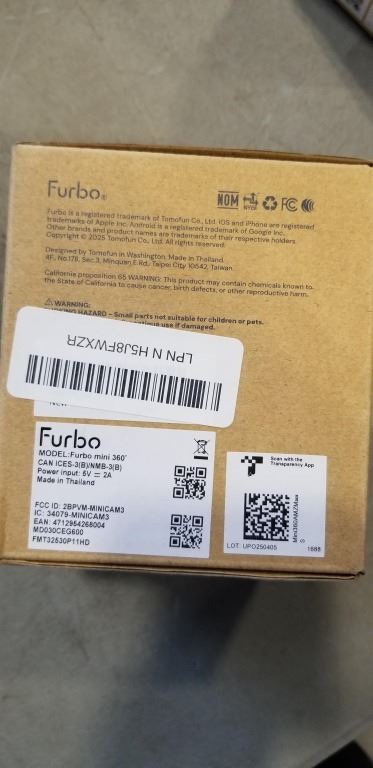 Furbo®
NOM
NYCE
FC
Furbo is a registered trademark of Tomofun Co., Ltd. iOS and iPhone are registered
trademarks of Apple Inc. Android is a registered trademark of Google Inc.
Other brands and product names are trademarks of their respective holders.
Copyright © 2025 Tomofun Co., Ltd. All rights reserved.
Designed by Tomofun in Washington, Made in Thailand.
4F., No.178, Sec.3, Minquan E.Rd., Taipei City 10542, Taiwan.
California proposition 65 WARNING: This product may contain chemicals known to
the State of California to cause cancer, birth defects, or other reproductive harm.
⚠WARNING:
HAZARD – Small parts not suitable for children or pets.
use if damaged.
LPN N H5J8FWXZR
New
Furbo
MODEL:Furbo mini 360°
CAN ICES-3(B)/NMB-3(B)
Power input: 5V ⎓ 2A
Made in Thailand
FCC ID: 2BPVM-MINICAM3
IC: 34079-MINICAM3
EAN: 4712954268004
MD030CEG600
FMT32530P11HD
Scan with the
Transparency App
LOT: UPO250405
1688